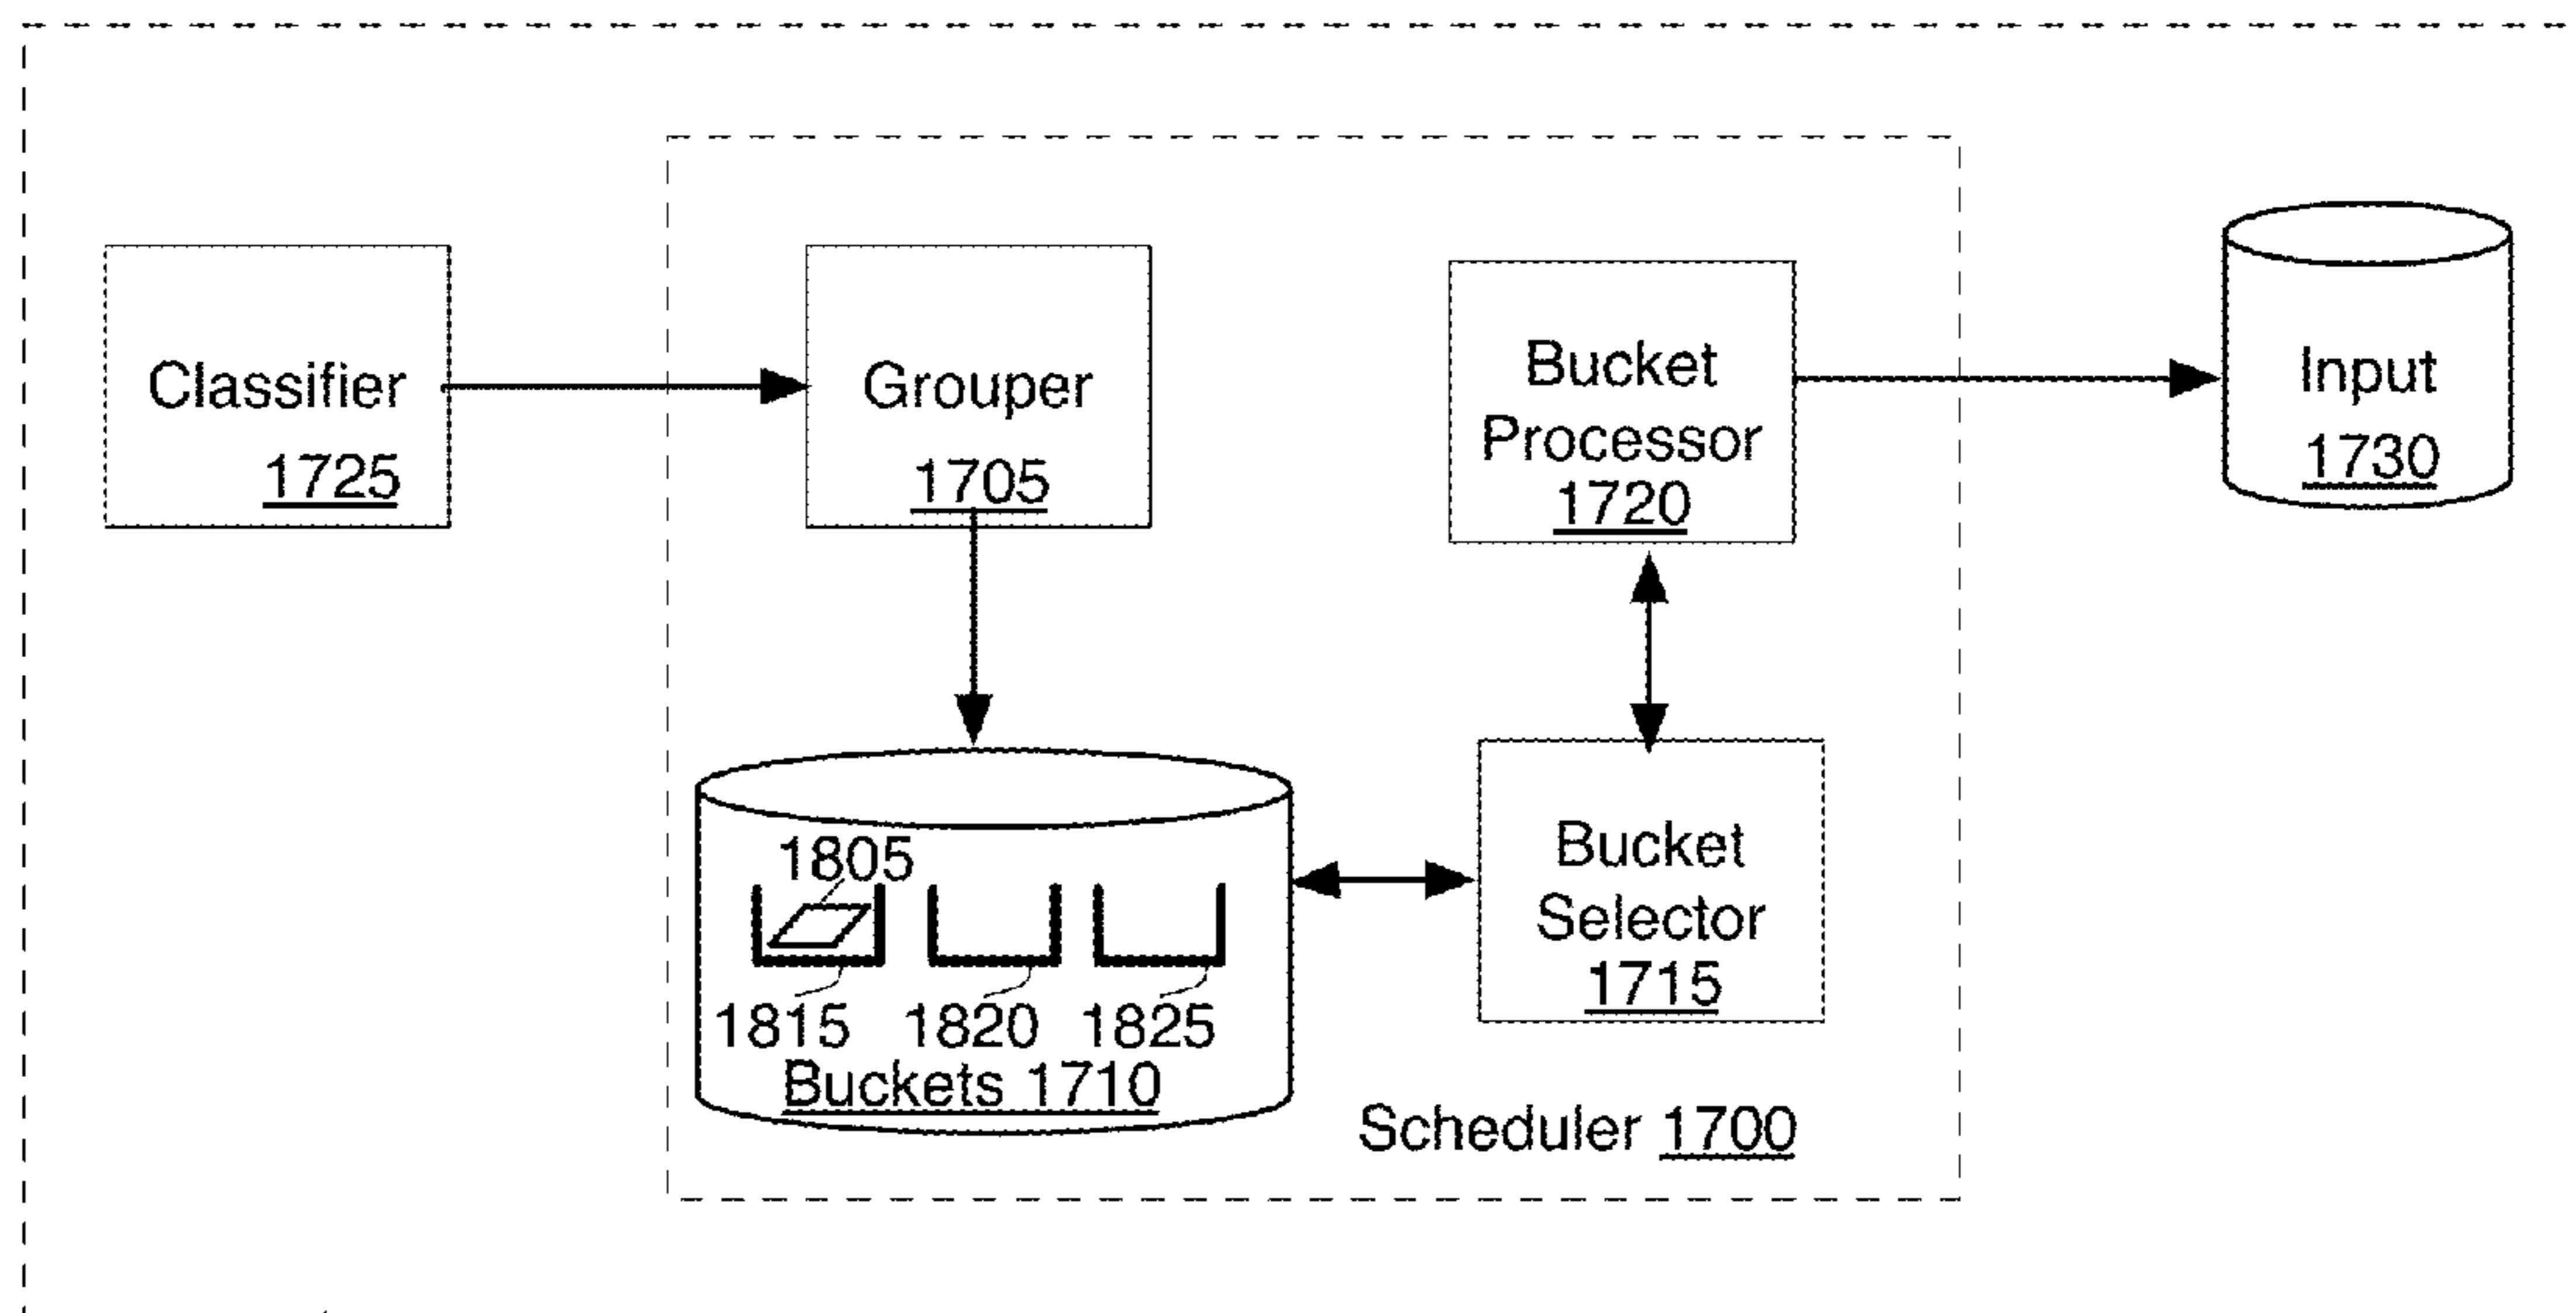 Classifier
1725
Grouper
1705
Bucket
Processor
1720
Input
1730
1805
1815 1820 1825
Buckets 1710
Bucket
Selector
1715
Scheduler 1700